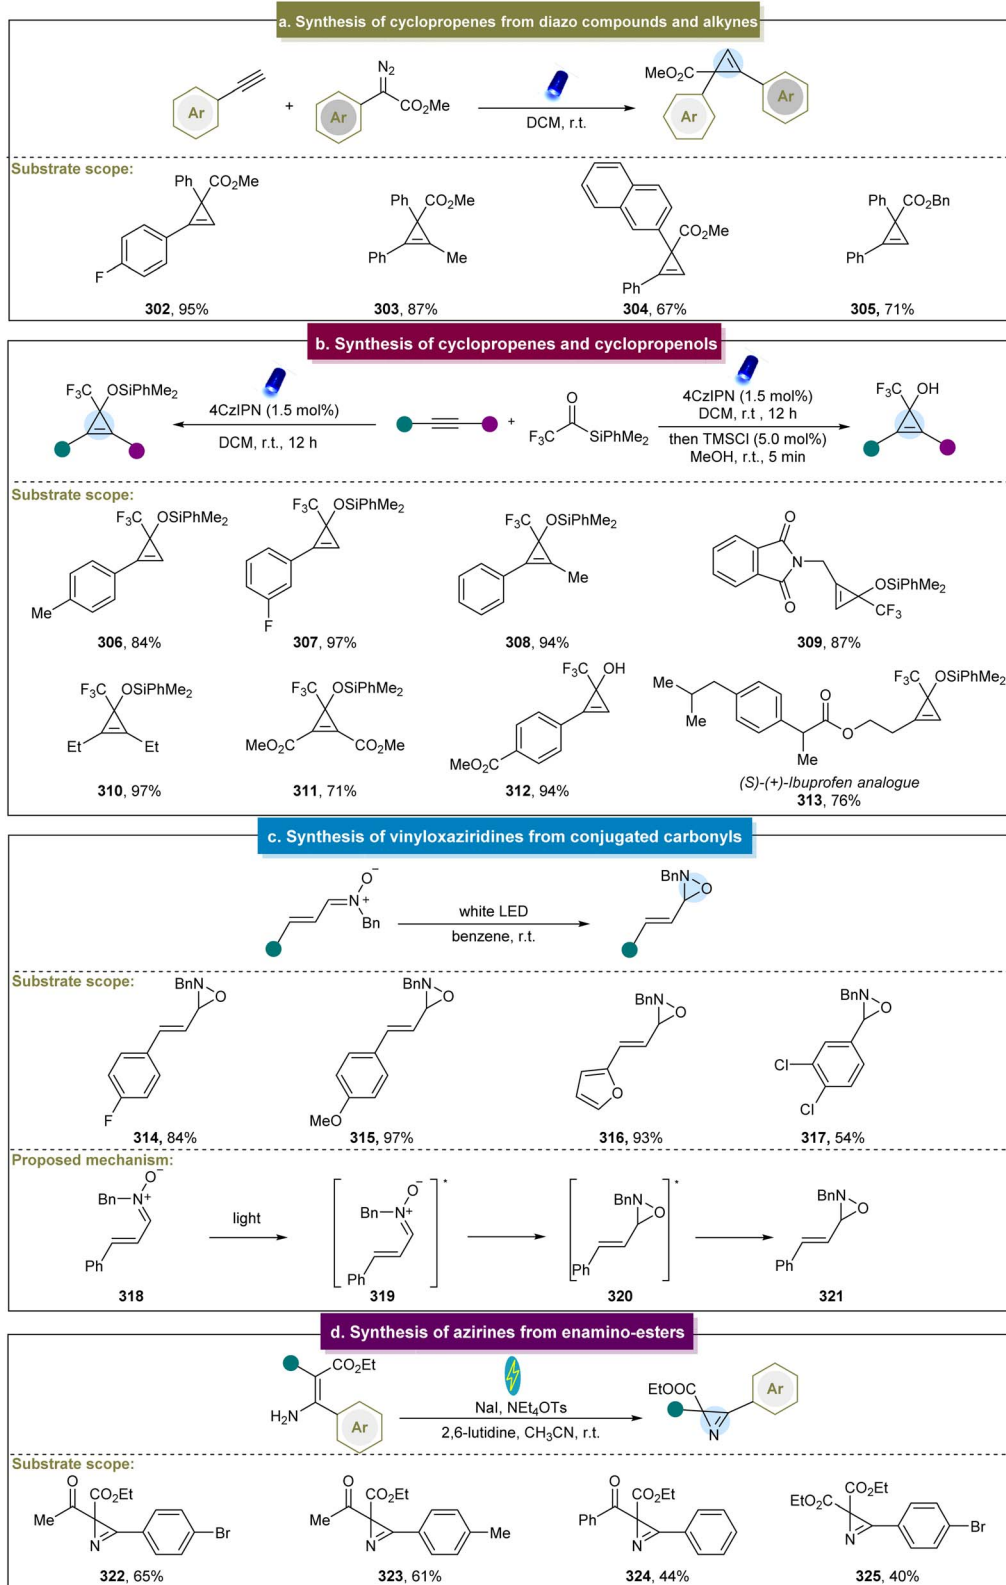 a. Synthesis of cyclopropenes from diazo compounds and alkynes
Ar
+
N2
Ar
CO2Me
DCM, r.t.
MeO2C
Ar
Ar
Substrate scope:
Ph
CO2Me
F
302, 95%
Ph
CO2Me
Ph
Me
303, 87%
CO2Me
Ph
304, 67%
Ph
CO2Bn
Ph
305, 71%
b. Synthesis of cyclopropenes and cyclopropenols
F3C OSiPhMe2
4CzIPN (1.5 mol%)
DCM, r.t., 12 h
+
O
F3C
SiPhMe2
4CzIPN (1.5 mol%)
DCM, r.t , 12 h
then TMSCl (5.0 mol%)
MeOH, r.t., 5 min
F3C OH
Substrate scope:
F3C OSiPhMe2
Me
306, 84%
F3C OSiPhMe2
F
307, 97%
F3C OSiPhMe2
Me
308, 94%
O
N
O
OSiPhMe2
CF3
309, 87%
F3C OSiPhMe2
Et
Et
310, 97%
F3C OSiPhMe2
MeO2C
CO2Me
311, 71%
F3C OH
MeO2C
312, 94%
Me
Me
O
O
Me
F3C OSiPhMe2
(S)-(+)-Ibuprofen analogue
313, 76%
c. Synthesis of vinyloxaziridines from conjugated carbonyls
O−
N+
Bn
white LED
benzene, r.t.
BnN
O
Substrate scope:
BnN
O
F
314, 84%
BnN
O
MeO
315, 97%
BnN
O
O
316, 93%
BnN
O
Cl
Cl
317, 54%
Proposed mechanism:
O−
Bn N+
Ph
318
light
O−
Bn N+
Ph
*
319
BnN
O
Ph
*
320
BnN
O
Ph
321
d. Synthesis of azirines from enamino-esters
CO2Et
H2N
Ar
NaI, NEt4OTs
2,6-lutidine, CH3CN, r.t.
EtOOC
N
Ar
Substrate scope:
O
CO2Et
Me
N
Br
322, 65%
O
CO2Et
Me
N
Me
323, 61%
O
CO2Et
Ph
N
324, 44%
CO2Et
EtO2C
N
Br
325, 40%